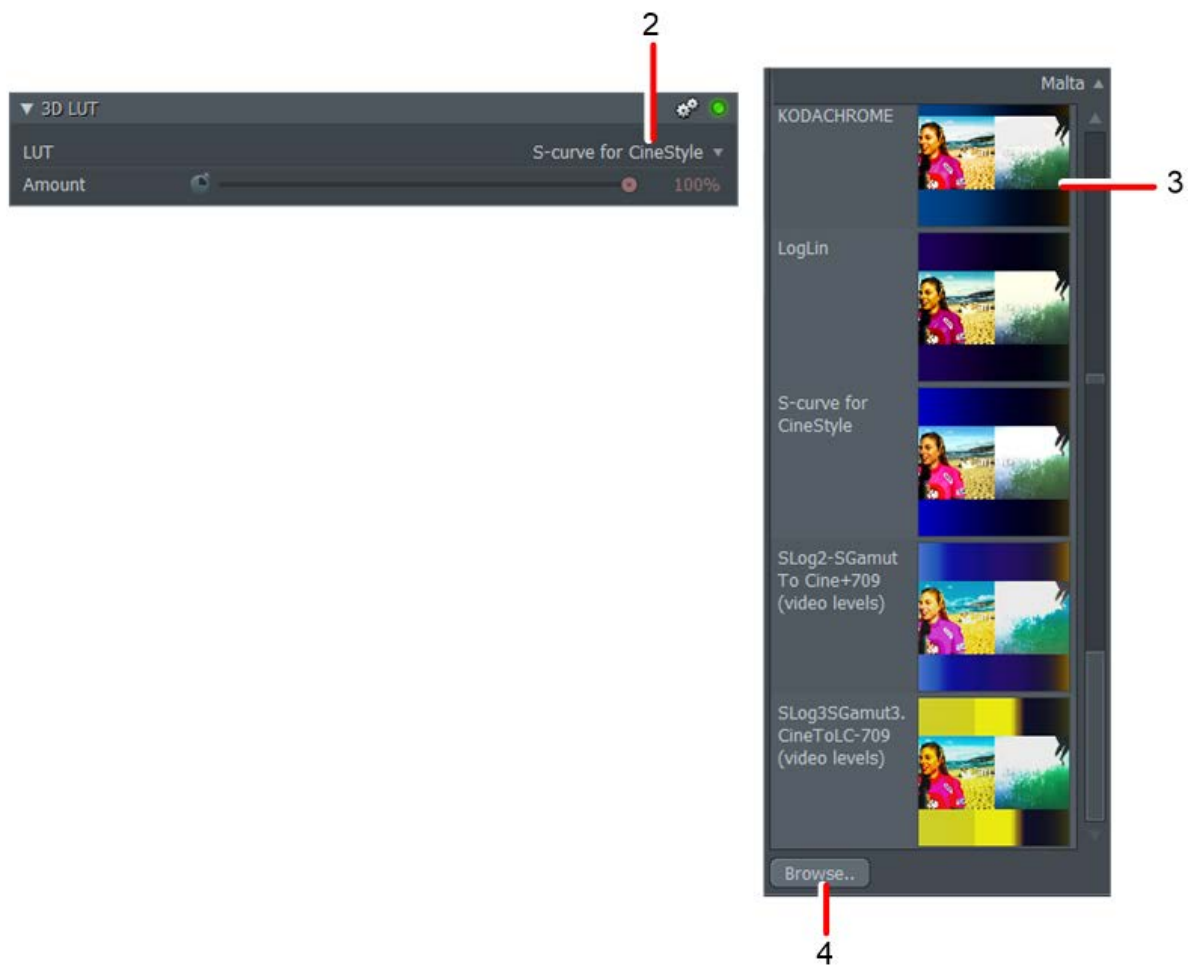 2
3D LUT
LUT
S-curve for CineStyle
Amount
100%
Malta
KODACHROME
3
LogLin
S-curve for
CineStyle
SLog2-SGamut
To Cine+709
(video levels)
SLog3SGamut3.
CineToLC-709
(video levels)
Browse..
4